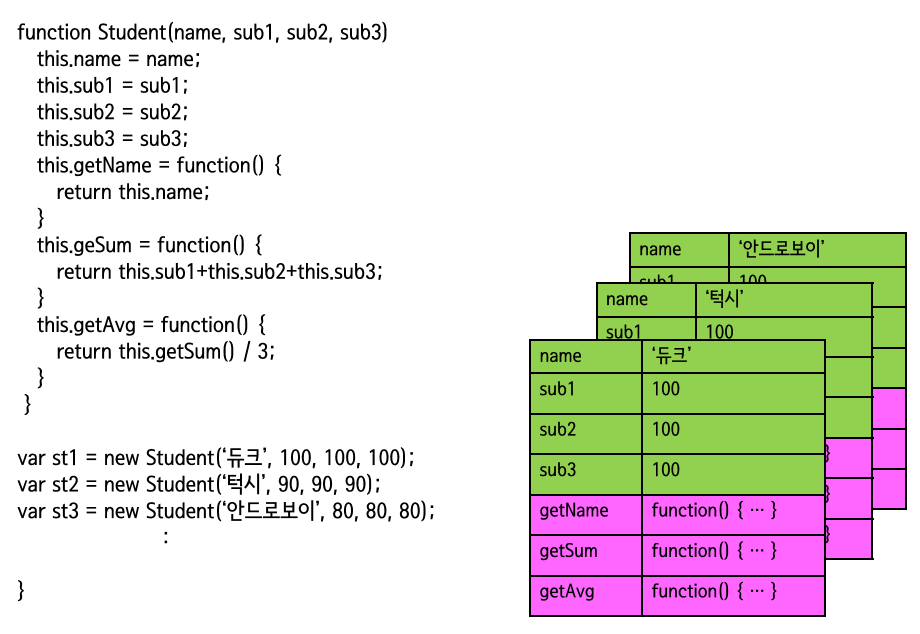 function Student(name, sub1, sub2, sub3)
this.name = name;
this.sub1 = sub1;
this.sub2 = sub2;
this.sub3 = sub3;
this.getName = function() {
return this.name;
}
this.geSum = function() {
return this.sub1+this.sub2+this.sub3;
}
this.getAvg = function() {
return this.getSum() / 3;
}
}
var st1 = new Student(‘듀크’, 100, 100, 100);
var st2 = new Student(‘턱시’, 90, 90, 90);
var st3 = new Student(‘안드로보이’, 80, 80, 80);
:
}
name ‘안드로보이’
sub1 100
name ‘턱시’
sub1 100
name ‘듀크’
sub1 100
sub2 100
sub3 100
getName function() { … }
getSum function() { … }
getAvg function() { … }
}
}
}